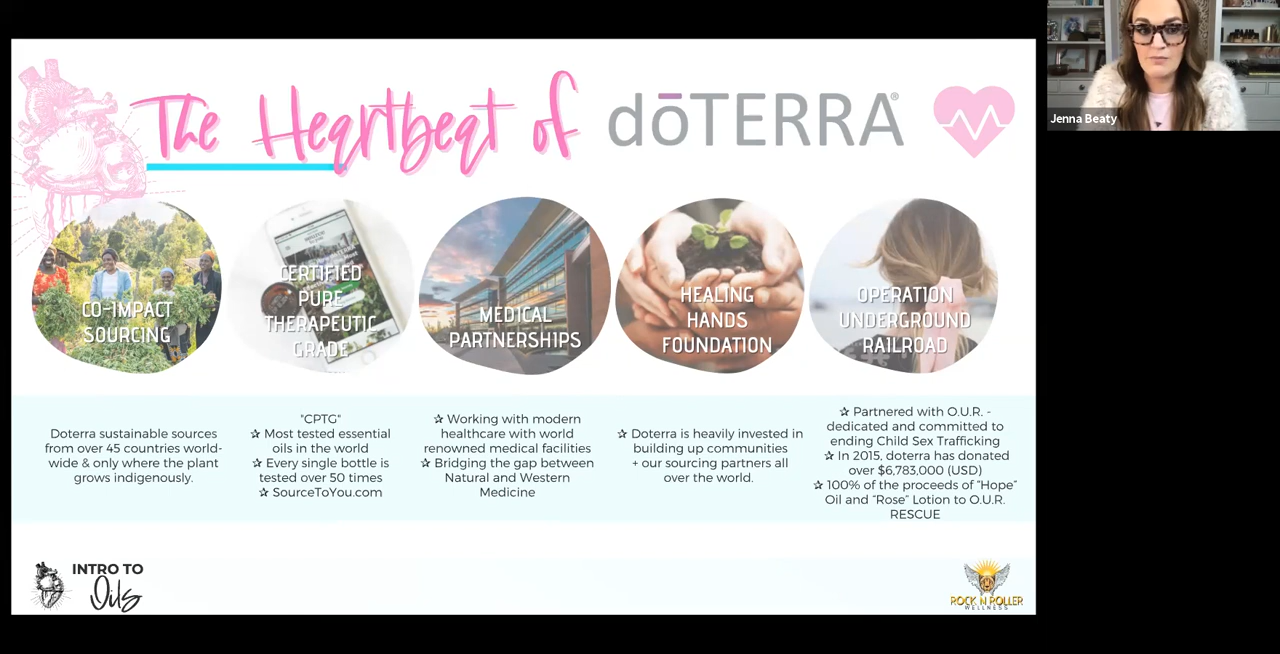 The Heartbeat of dōTERRA®
Jenna Beaty
CO-IMPACT
SOURCING
CERTIFIED
PURE
THERAPEUTIC
GRADE
MEDICAL
PARTNERSHIPS
HEALING
HANDS
FOUNDATION
OPERATION
UNDERGROUND
RAILROAD
Doterra sustainable sources
from over 45 countries world-
wide & only where the plant
grows indigenously.
"CPTG"
✰ Most tested essential
oils in the world
✰ Every single bottle is
tested over 50 times
✰ SourceToYou.com
✰ Working with modern
healthcare with world
renowned medical facilities
✰ Bridging the gap between
Natural and Western
Medicine
✰ Doterra is heavily invested in
building up communities
+ our sourcing partners all
over the world.
✰ Partnered with O.U.R. -
dedicated and committed to
ending Child Sex Trafficking
✰ In 2015, doterra has donated
over $6,783,000 (USD)
✰ 100% of the proceeds of "Hope"
Oil and "Rose" Lotion to O.U.R.
RESCUE
INTRO TO
Oils
ROCK N ROLLER
WELLNESS